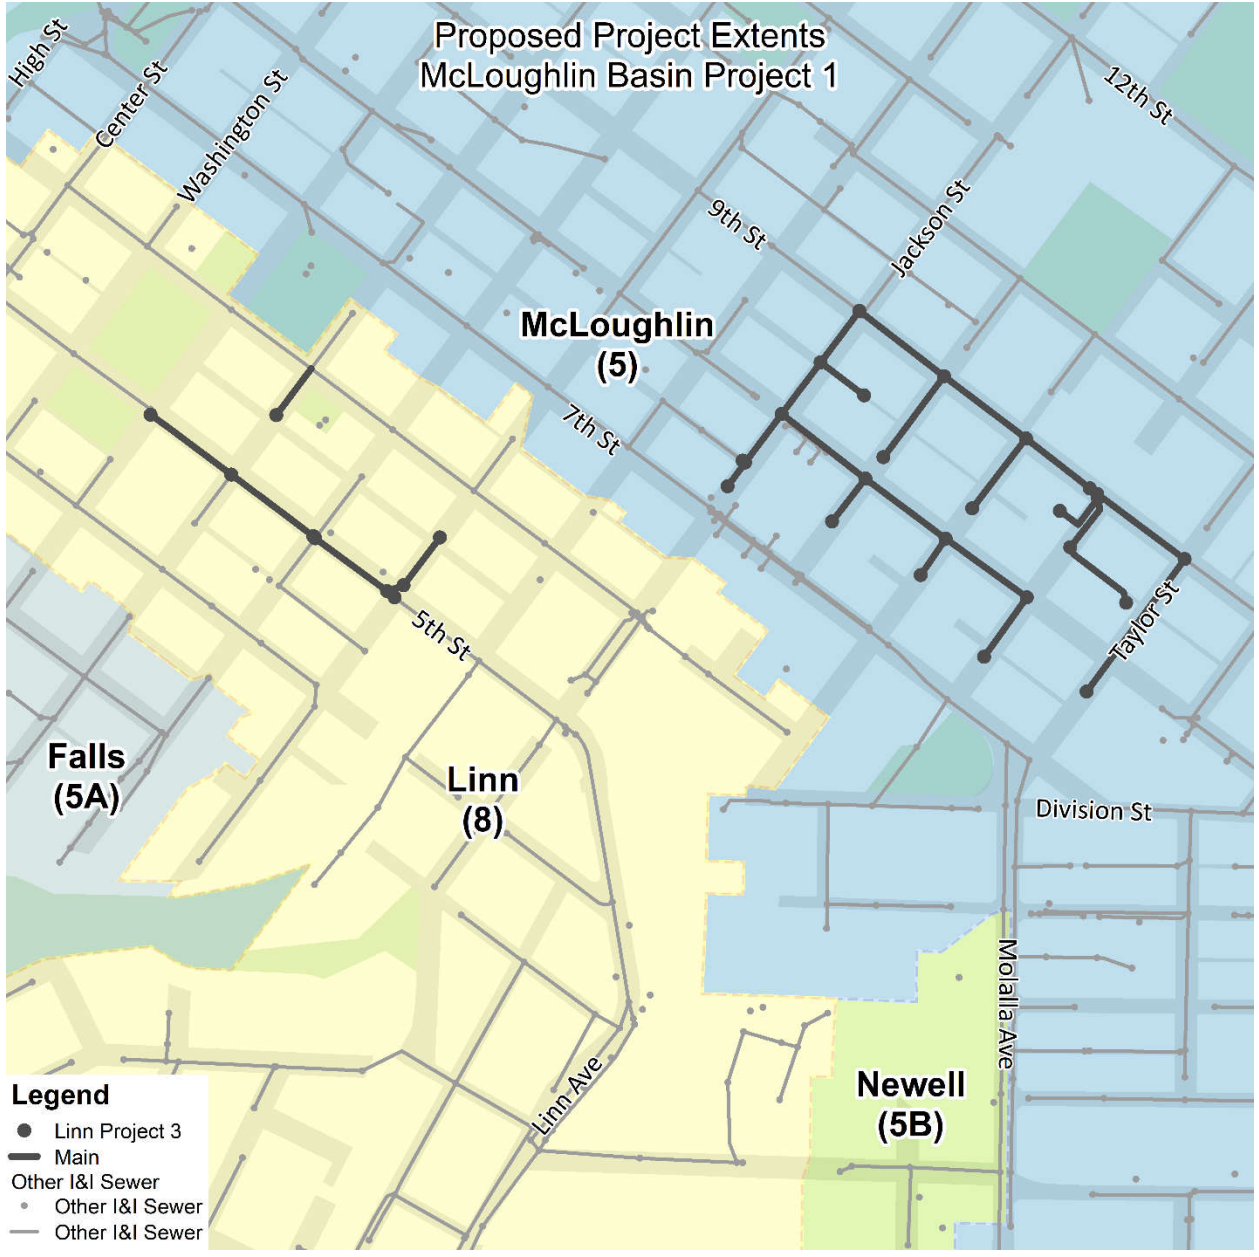 Proposed Project Extents
McLoughlin Basin Project 1
High St
Center St
Washington St
12th St
9th St
Jackson St
McLoughlin
(5)
7th St
5th St
Taylor St
Falls
(5A)
Linn
(8)
Division St
Molalla Ave
Linn Ave
Newell
(5B)
Legend
Linn Project 3
Main
Other I&I Sewer
Other I&I Sewer
Other I&I Sewer